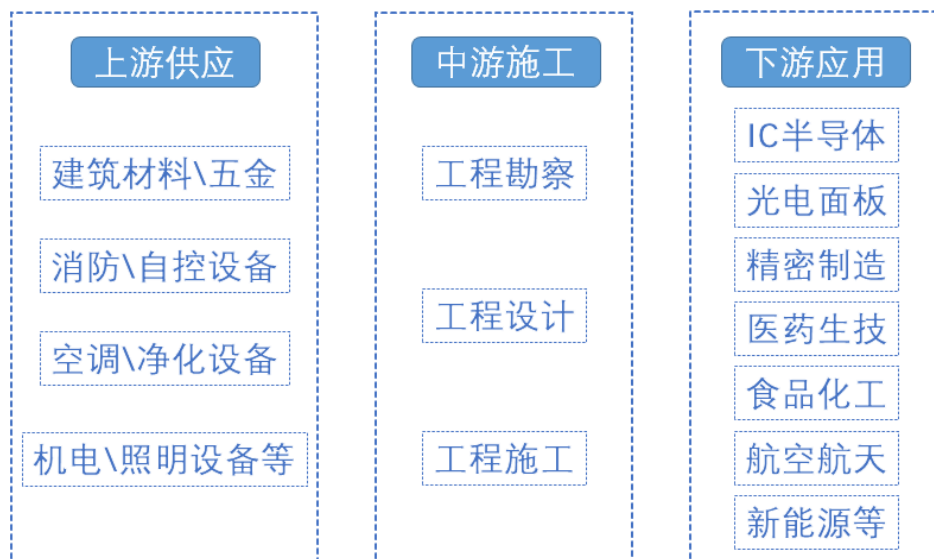 上游供应
建筑材料\五金
消防\自控设备
空调\净化设备
机电\照明设备等
中游施工
工程勘察
工程设计
工程施工
下游应用
IC半导体
光电面板
精密制造
医药生技
食品化工
航空航天
新能源等